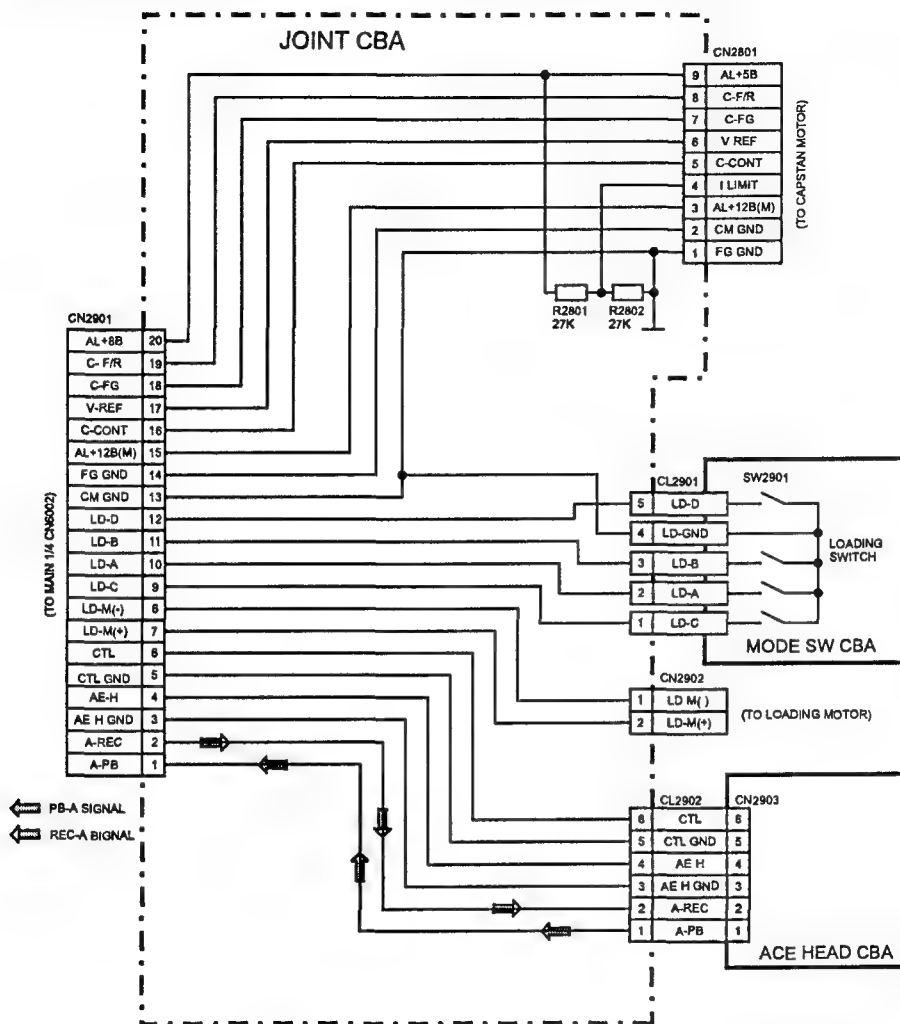 JOINT CBA
CN2801
9 AL+5B
8 C-F/R
7 C-FG
6 V REF
5 C-CONT
4 I LIMIT
3 AL+12B(M)
2 CM GND
1 FG GND
(TO CAPSTAN MOTOR)
R2801
27K
R2802
27K
CN2901
AL+8B 20
C- F/R 19
C-FG 18
V-REF 17
C-CONT 16
AL+12B(M) 15
FG GND 14
CM GND 13
LD-D 12
LD-B 11
LD-A 10
LD-C 9
LD-M(-) 8
LD-M(+) 7
CTL 6
CTL GND 5
AE-H 4
AE H GND 3
A-REC 2
A-PB 1
(TO MAIN 1/4 CN6002)
CL2901
5 LD-D
4 LD-GND
3 LD-B
2 LD-A
1 LD-C
SW2901
LOADING
SWITCH
MODE SW CBA
CN2902
1 LD M( )
2 LD-M(+)
(TO LOADING MOTOR)
PB-A SIGNAL
REC-A BIGNAL
CL2902 CN2903
6 CTL 6
5 CTL GND 5
4 AE H 4
3 AE H GND 3
2 A-REC 2
1 A-PB 1
ACE HEAD CBA